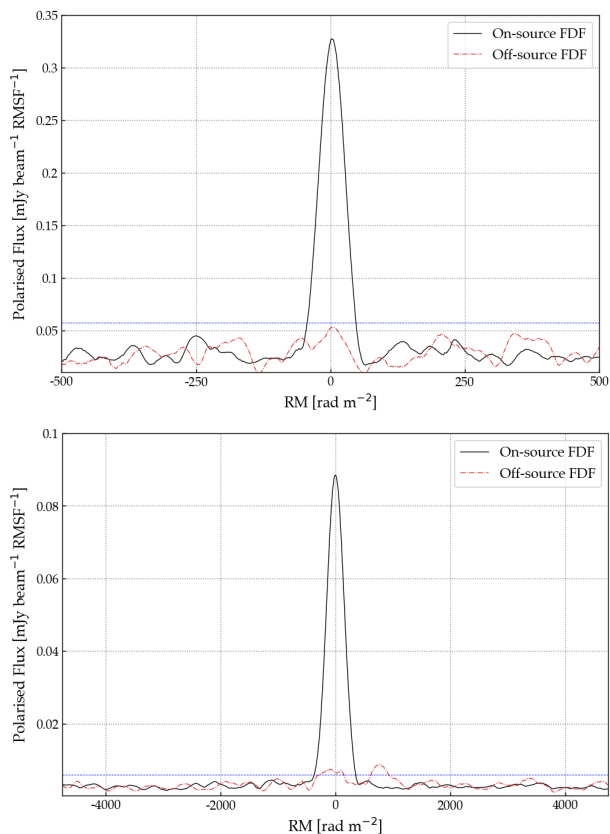 0.35
0.3
0.25
0.2
0.15
0.1
0.05
Polarised Flux [mJy beam⁻¹ RMSF⁻¹]
On-source FDF
Off-source FDF
-500 -250 0 250 500
RM [rad m⁻²]
0.1
0.08
0.06
0.04
0.02
Polarised Flux [mJy beam⁻¹ RMSF⁻¹]
On-source FDF
Off-source FDF
-4000 -2000 0 2000 4000
RM [rad m⁻²]